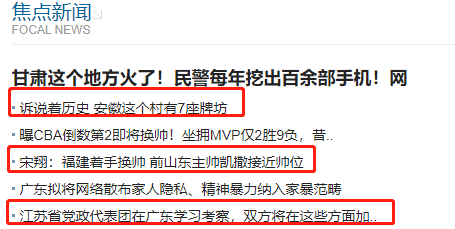 焦点新闻
FOCAL NEWS
甘肃这个地方火了！民警每年挖出百余部手机！网
诉说着历史 安徽这个村有7座牌坊
曝CBA倒数第2即将换帅！坐拥MVP仅2胜9负，昔..
宋翔：福建着手换帅 前山东主帅凯撒接近帅位
广东拟将网络散布家人隐私、精神暴力纳入家暴范畴
江苏省党政代表团在广东学习考察，双方将在这些方面加..